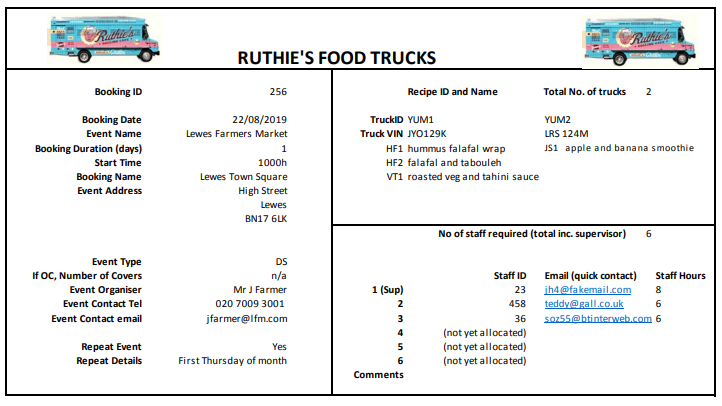 Ruthie's
Ruthie's
RUTHIE'S FOOD TRUCKS
Booking ID 256
Booking Date 22/08/2019
Event Name Lewes Farmers Market
Booking Duration (days) 1
Start Time 1000h
Booking Name Lewes Town Square
Event Address High Street
Lewes
BN17 6LK
Event Type DS
If OC, Number of Covers n/a
Event Organiser Mr J Farmer
Event Contact Tel 020 7009 3001
Event Contact email jfarmer@lfm.com
Repeat Event Yes
Repeat Details First Thursday of month
Recipe ID and Name Total No. of trucks 2
TruckID YUM1 YUM2
Truck VIN JYO129K LRS 124M
HF1 hummus falafal wrap JS1 apple and banana smoothie
HF2 falafal and tabouleh
VT1 roasted veg and tahini sauce
No of staff required (total inc. supervisor) 6
Staff ID Email (quick contact) Staff Hours
1 (Sup) 23 jh4@fakemail.com 8
2 458 teddy@gall.co.uk 6
3 36 soz55@btinterweb.com 6
4 (not yet allocated)
5 (not yet allocated)
6 (not yet allocated)
Comments